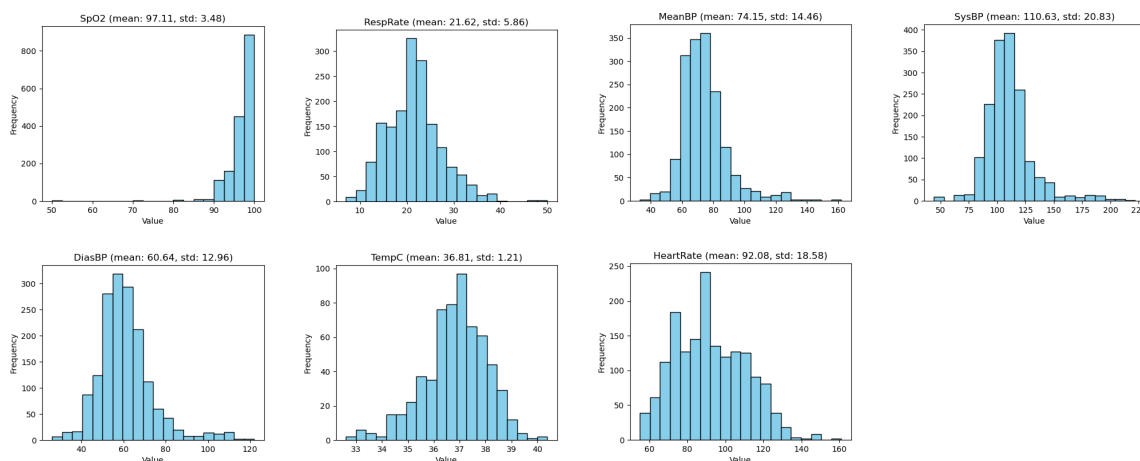 SpO2 (mean: 97.11, std: 3.48)
Frequency
800
600
400
200
0
50 60 70 80 90 100
Value
RespRate (mean: 21.62, std: 5.86)
Frequency
300
250
200
150
100
50
0
10 20 30 40 50
Value
MeanBP (mean: 74.15, std: 14.46)
Frequency
350
300
250
200
150
100
50
0
40 60 80 100 120 140 160
Value
SysBP (mean: 110.63, std: 20.83)
Frequency
400
350
300
250
200
150
100
50
0
50 75 100 125 150 175 200
Value
DiasBP (mean: 60.64, std: 12.96)
Frequency
300
250
200
150
100
50
0
40 60 80 100 120
Value
TempC (mean: 36.81, std: 1.21)
Frequency
100
80
60
40
20
0
33 34 35 36 37 38 39 40
Value
HeartRate (mean: 92.08, std: 18.58)
Frequency
250
200
150
100
50
0
60 80 100 120 140 160
Value